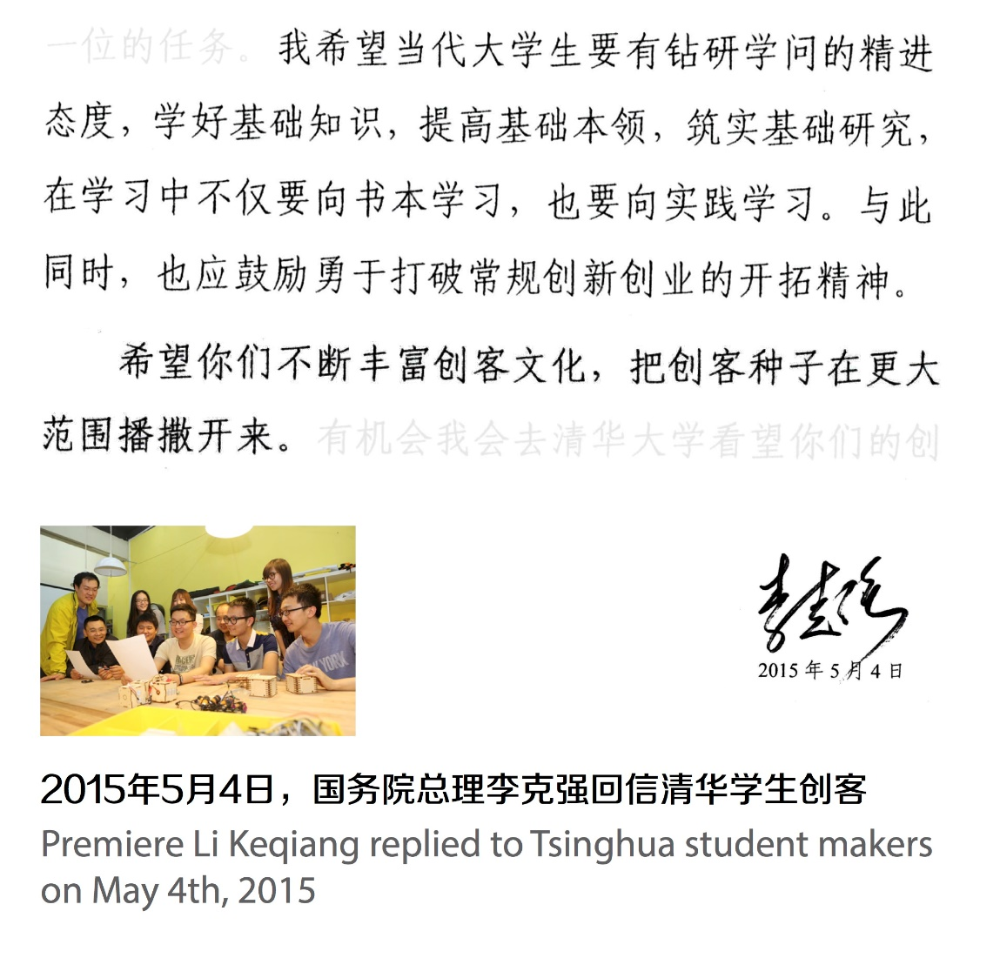 一位的任务。我希望当代大学生要有钻研学问的精进
态度，学好基础知识，提高基础本领，筑实基础研究，
在学习中不仅要向书本学习，也要向实践学习。与此
同时，也应鼓励勇于打破常规创新创业的开拓精神。
希望你们不断丰富创客文化，把创客种子在更大
范围播撒开来。有机会我会去清华大学看望你们的创
YORK
李克强
2015年5月4日
2015年5月4日，国务院总理李克强回信清华学生创客
Premiere Li Keqiang replied to Tsinghua student makers
on May 4th, 2015